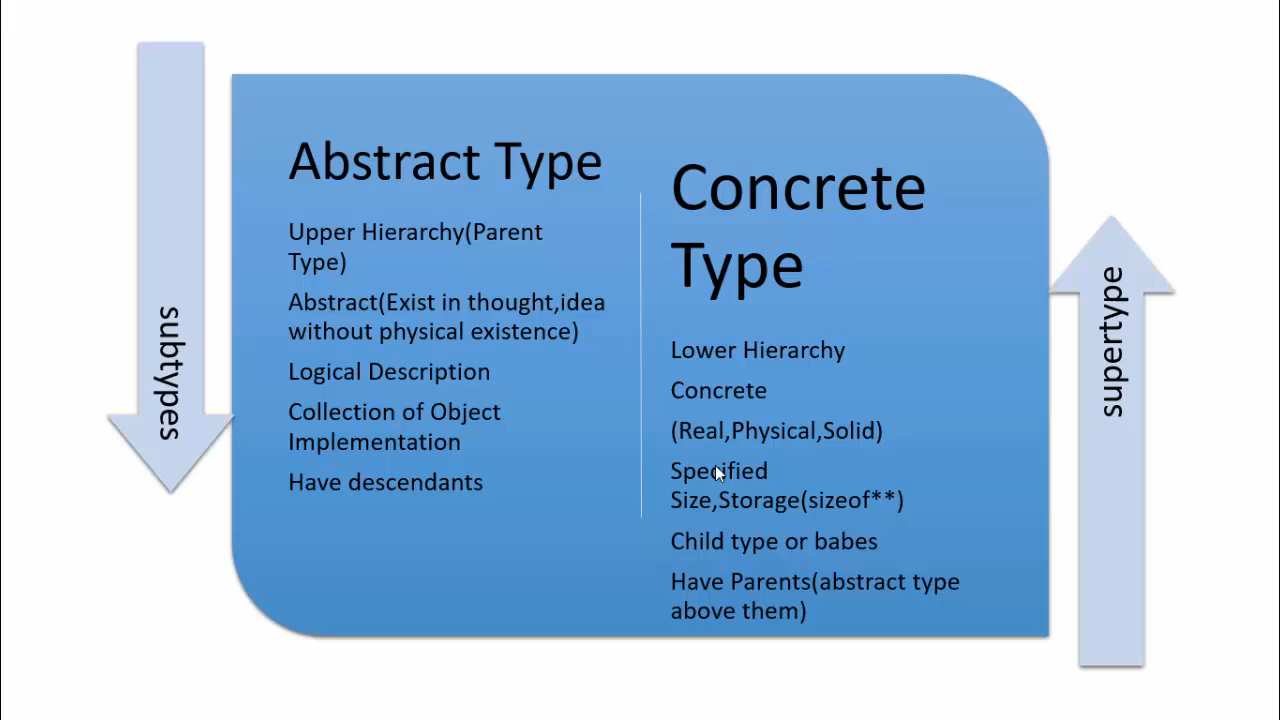 subtypes
Abstract Type
Upper Hierarchy(Parent
Type)
Abstract(Exist in thought,idea
without physical existence)
Logical Description
Collection of Object
Implementation
Have descendants
Concrete
Type
Lower Hierarchy
Concrete
(Real,Physical,Solid)
Specified
Size,Storage(sizeof**)
Child type or babes
Have Parents(abstract type
above them)
supertype